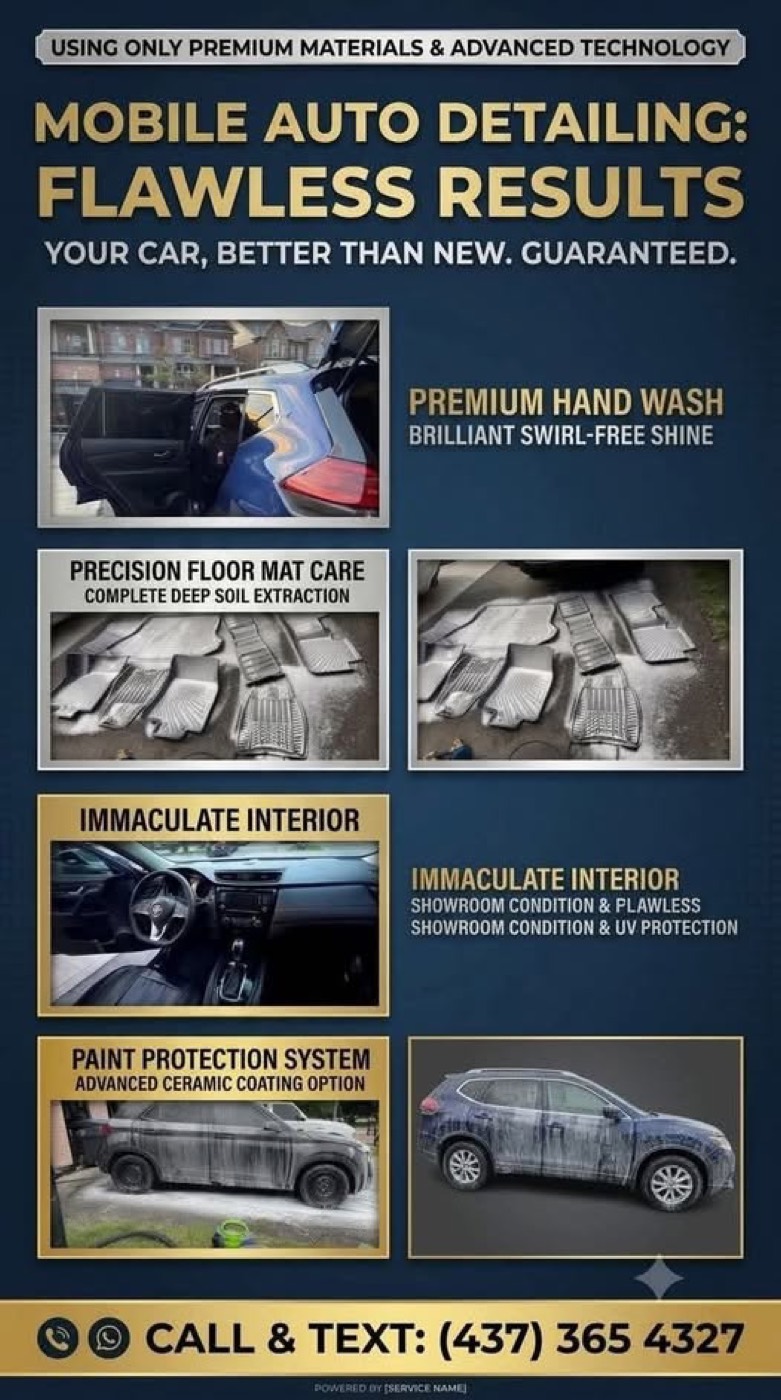 USING ONLY PREMIUM MATERIALS & ADVANCED TECHNOLOGY
MOBILE AUTO DETAILING:
FLAWLESS RESULTS
YOUR CAR, BETTER THAN NEW. GUARANTEED.
PREMIUM HAND WASH
BRILLIANT SWIRL-FREE SHINE
PRECISION FLOOR MAT CARE
COMPLETE DEEP SOIL EXTRACTION
IMMACULATE INTERIOR
IMMACULATE INTERIOR
SHOWROOM CONDITION & FLAWLESS
SHOWROOM CONDITION & UV PROTECTION
PAINT PROTECTION SYSTEM
ADVANCED CERAMIC COATING OPTION
CALL & TEXT: (437) 365 4327
POWERED BY [SERVICE NAME]